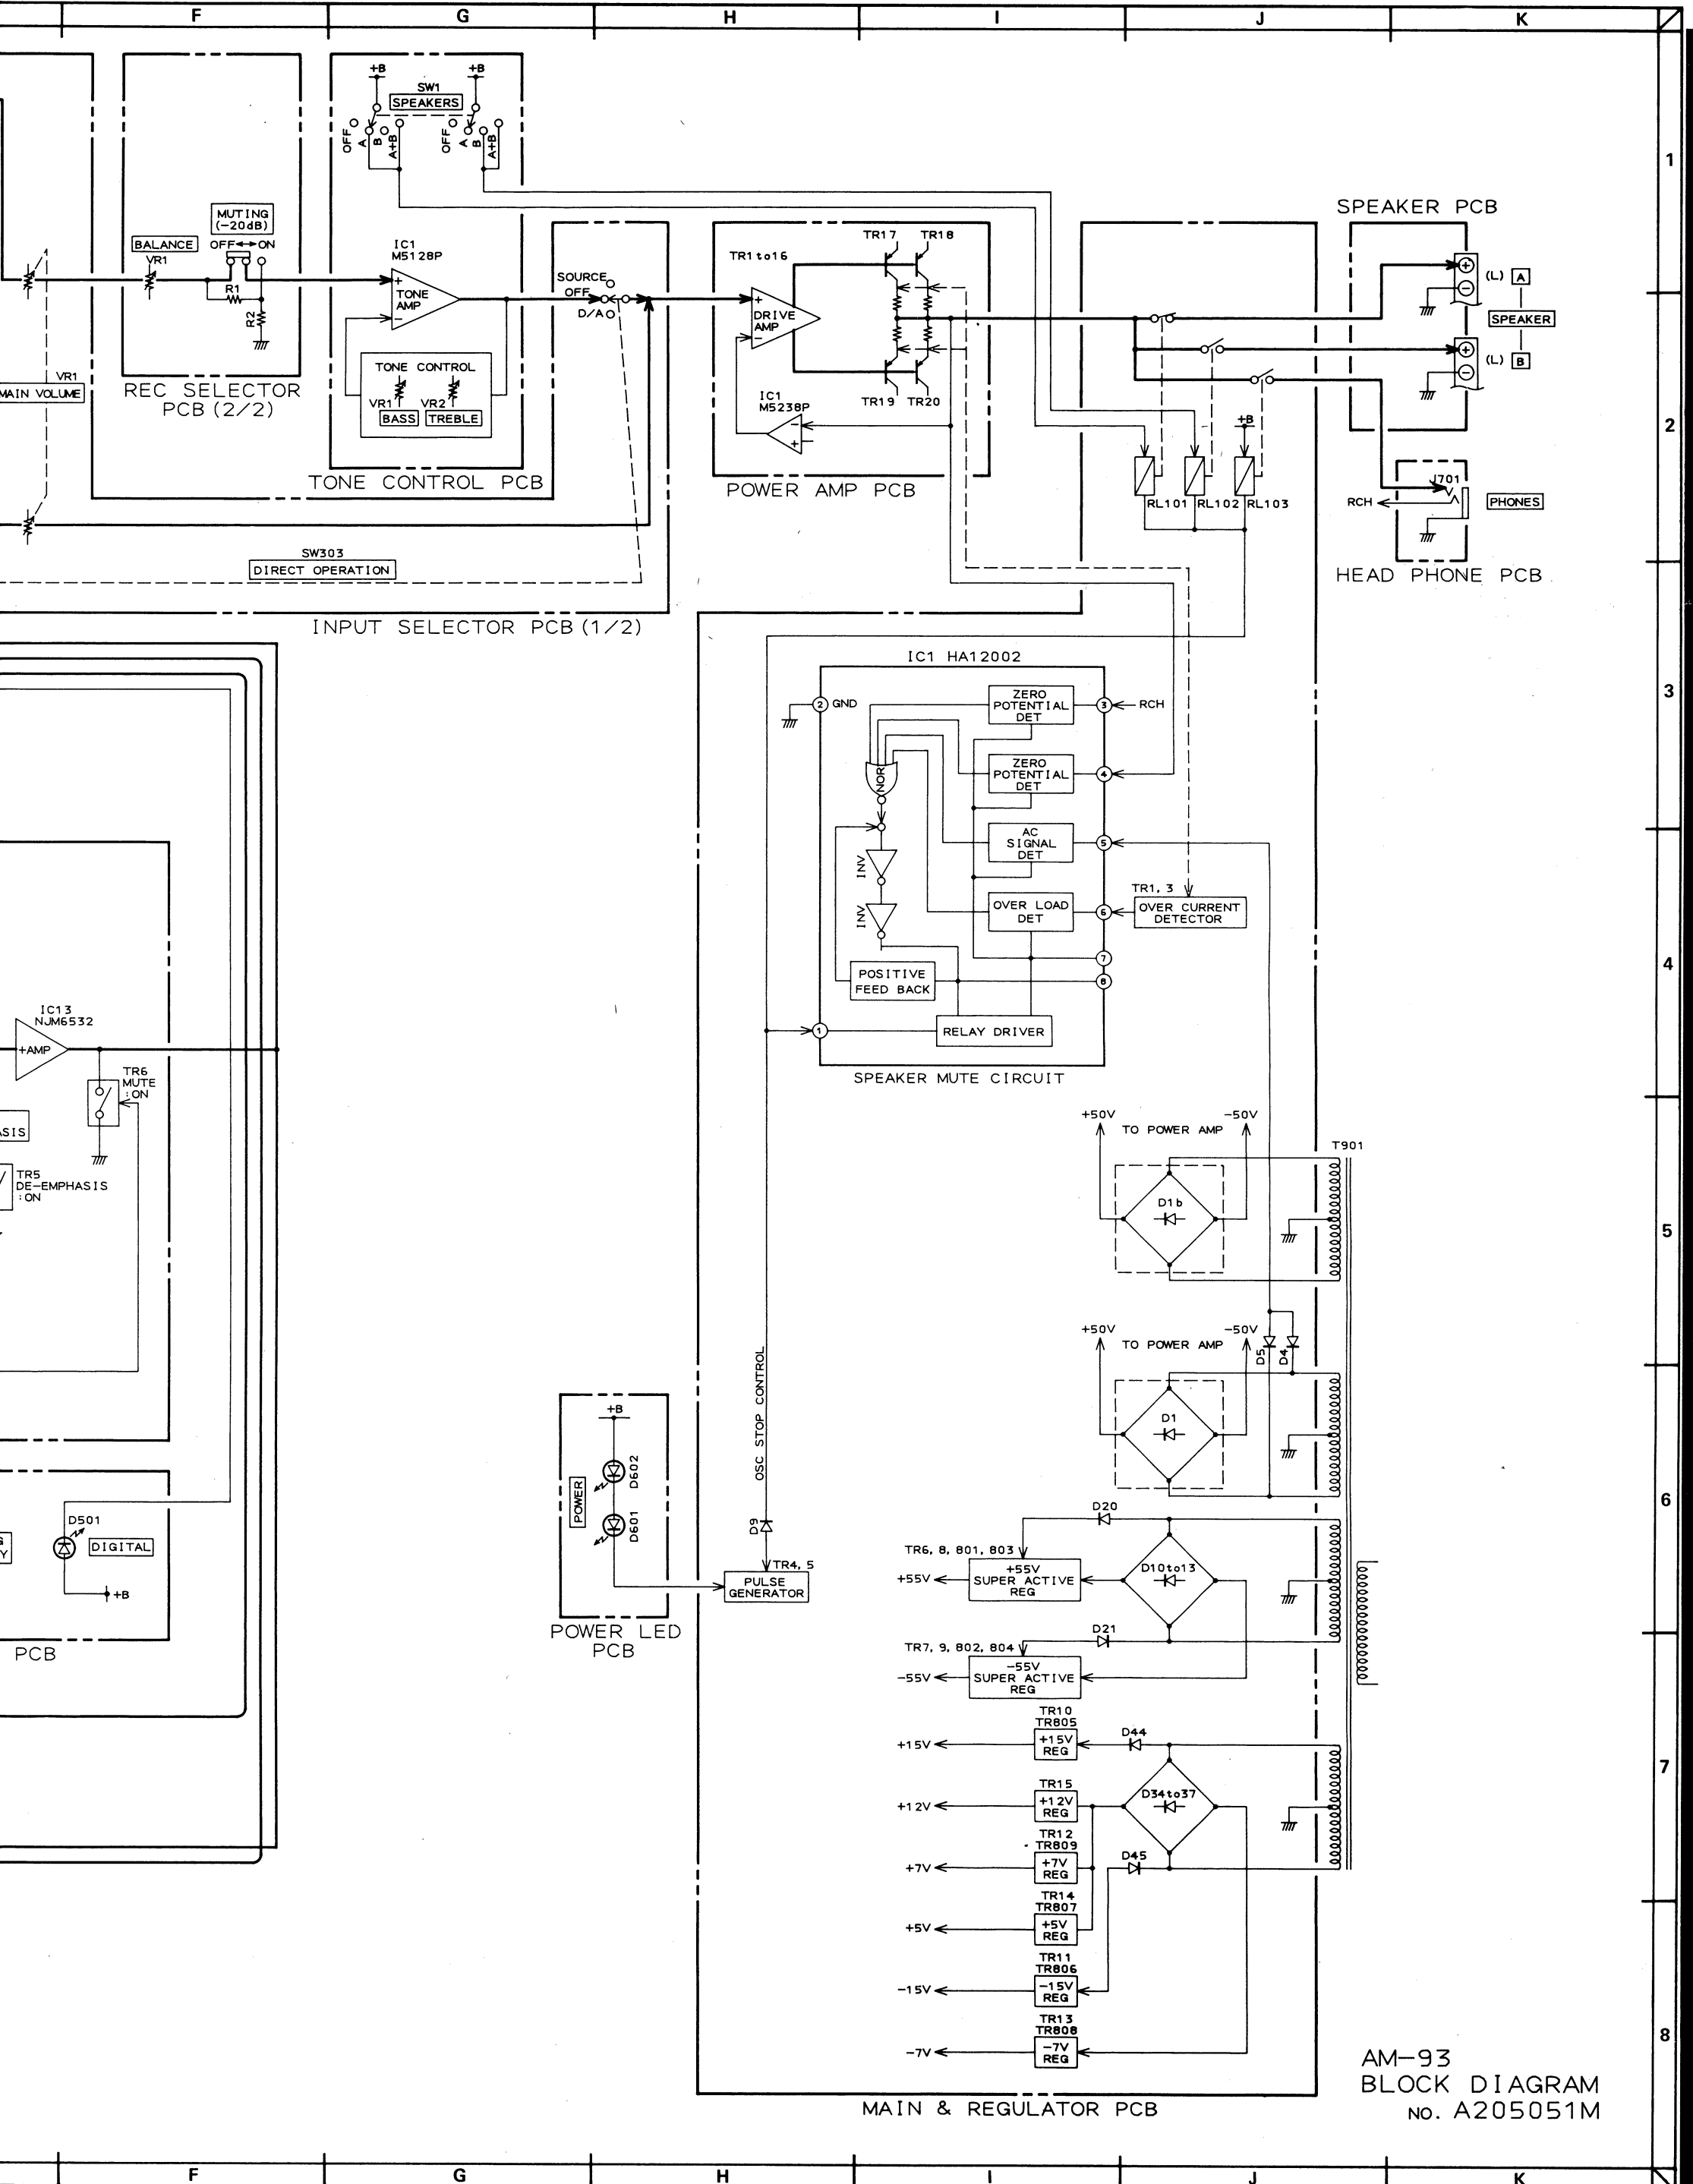 F
G
H
I
J
K
+B
+B
SW1
SPEAKERS
OFF
A
B
A+B
OFF
A
B
A+B
1
MUTING
(-20dB)
OFF↔ON
BALANCE
VR1
R1
R2
IC1
M5128P
+
TONE
AMP
−
TONE CONTROL
VR1
VR2
BASS
TREBLE
SOURCE
OFF
D/A
TR1to16
TR17
TR18
+
DRIVE
AMP
−
IC1
M5238P
−
+
TR19
TR20
SPEAKER PCB
+
−
(L)
A
SPEAKER
+
−
(L)
B
VR1
MAIN VOLUME
REC SELECTOR
PCB(2/2)
TONE CONTROL PCB
POWER AMP PCB
+B
RL101
RL102
RL103
2
J701
RCH
PHONES
HEAD PHONE PCB
SW303
DIRECT OPERATION
INPUT SELECTOR PCB(1/2)
IC1 HA12002
2
GND
ZERO
POTENTIAL
DET
3
RCH
3
ZERO
POTENTIAL
DET
4
NOR
AC
SIGNAL
DET
5
INV
INV
OVER LOAD
DET
6
TR1, 3
OVER CURRENT
DETECTOR
7
POSITIVE
FEED BACK
8
4
1
RELAY DRIVER
SPEAKER MUTE CIRCUIT
IC13
NJM6532
+AMP
TR6
MUTE
:ON
ASIS
TR5
DE-EMPHASIS
:ON
+50V
TO POWER AMP
-50V
T901
D1b
5
+50V
TO POWER AMP
-50V
D5
D4
D1
OSC STOP CONTROL
+B
D602
POWER
D601
D9
TR4, 5
PULSE
GENERATOR
POWER LED
PCB
6
D501
DIGITAL
+B
G
Y
PCB
D20
TR6, 8, 801, 803
+55V
+55V
SUPER ACTIVE
REG
D10to13
D21
TR7, 9, 802, 804
-55V
-55V
SUPER ACTIVE
REG
TR10
TR805
+15V
+15V
REG
D44
7
TR15
+12V
+12V
REG
D34to37
TR12
TR809
+7V
+7V
REG
D45
TR14
TR807
+5V
+5V
REG
TR11
TR806
-15V
-15V
REG
TR13
TR808
-7V
-7V
REG
8
MAIN & REGULATOR PCB
AM-93
BLOCK DIAGRAM
NO. A205051M
F
G
H
I
J
K